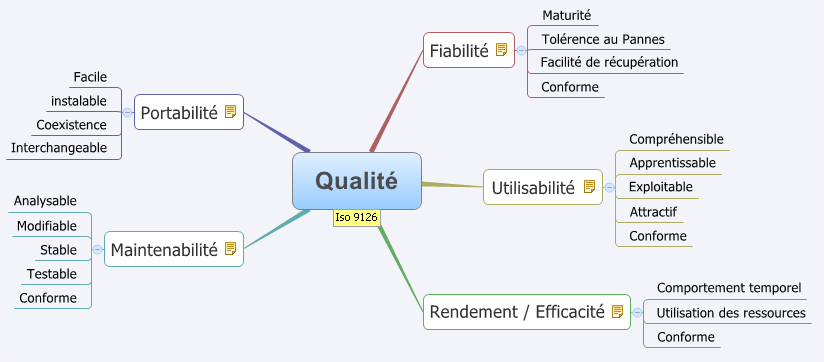 Qualité
Iso 9126
Fiabilité
Maturité
Tolérence au Pannes
Facilité de récupération
Conforme
Utilisabilité
Compréhensible
Apprentissable
Exploitable
Attractif
Conforme
Rendement / Efficacité
Comportement temporel
Utilisation des ressources
Conforme
Portabilité
Facile
instalable
Coexistence
Interchangeable
Maintenabilité
Analysable
Modifiable
Stable
Testable
Conforme